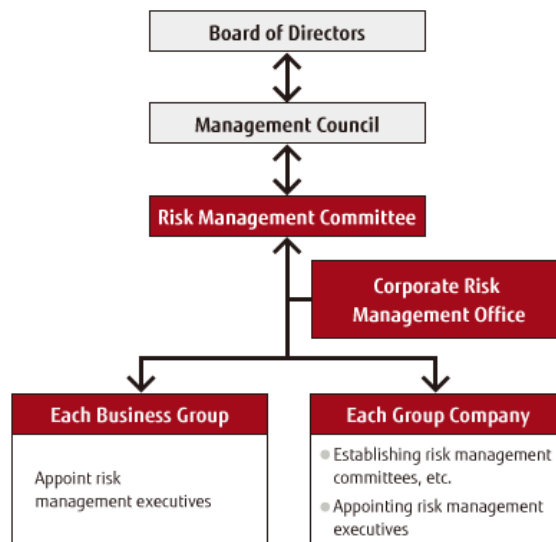 Board of Directors
Management Council
Risk Management Committee
Corporate Risk
Management Office
Each Business Group
Appoint risk
management executives
Each Group Company
Establishing risk management
committees, etc.
Appointing risk management
executives